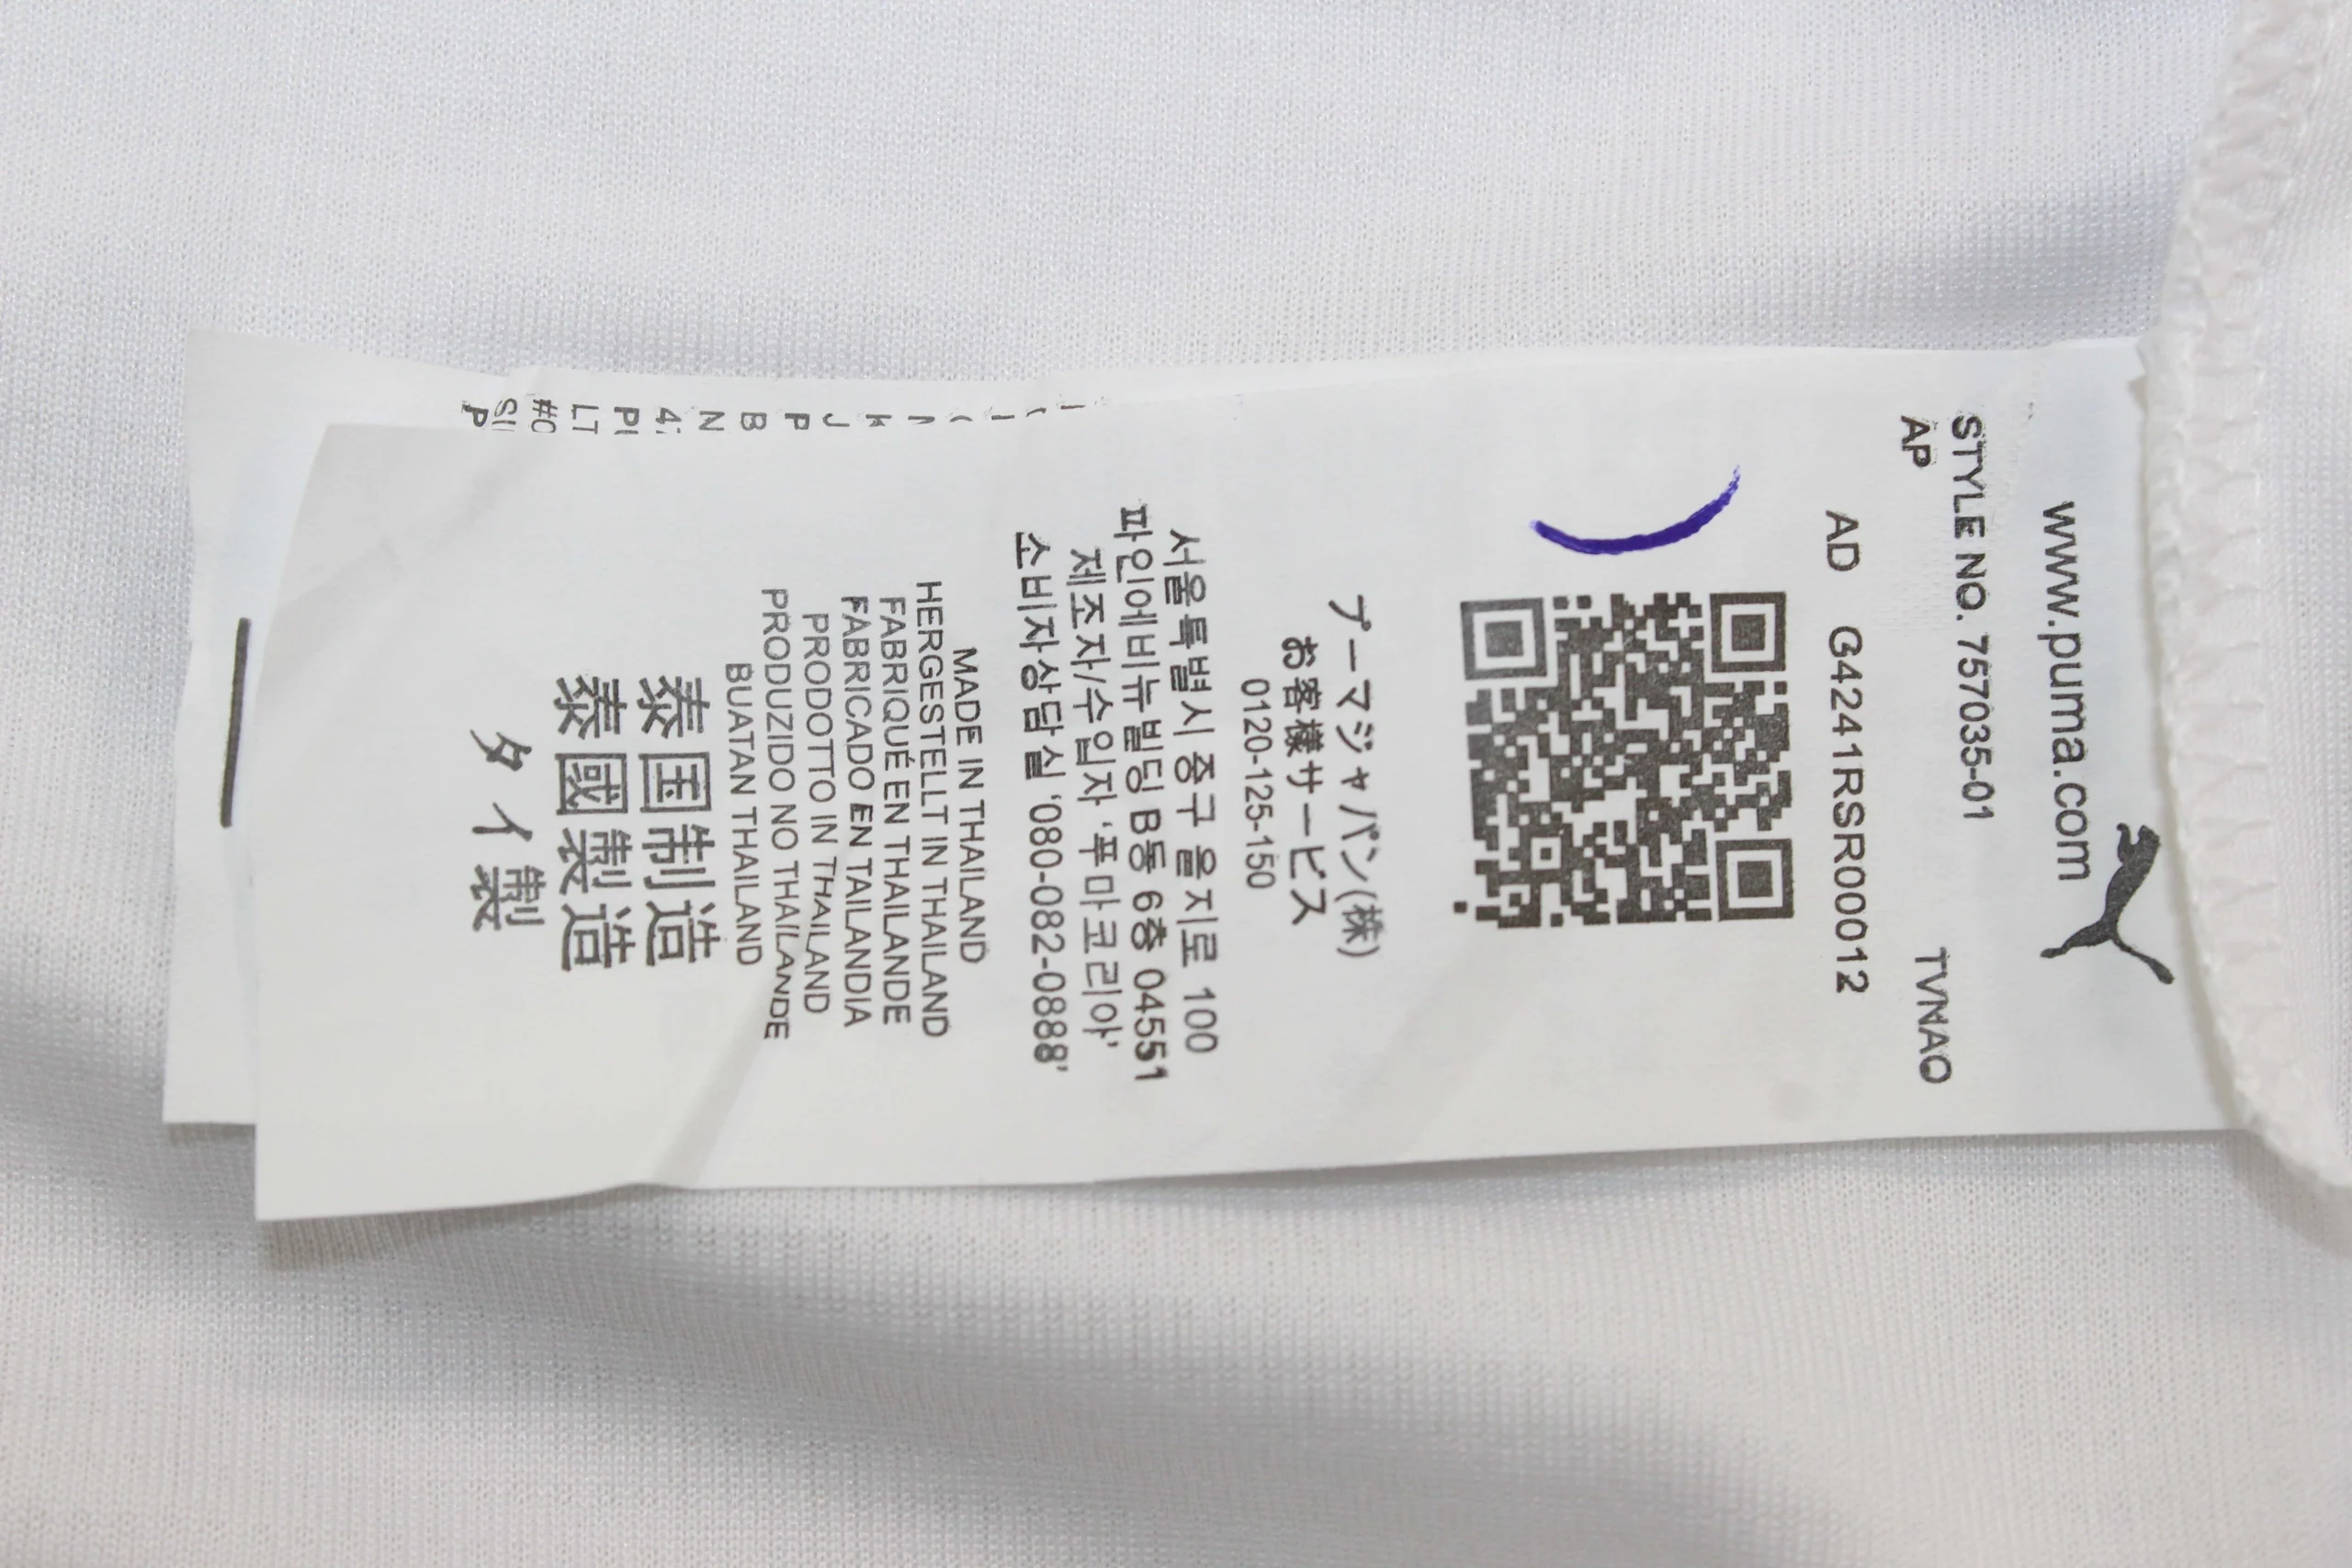 www.puma.com
STYLE NO. 757035-01
AP TVNAO
AD G4241RSR00012
プーマジャパン(株)
お客様サービス
0120-125-150
서울특별시 중구 을지로 100
파인에비뉴빌딩 B동 6층 04551
제조자/수입자 '푸마코리아'
소비자상담실 '080-082-0888'
MADE IN THAILAND
HERGESTELLT IN THAILAND
FABRIQUÉ EN THAILANDE
FABRICADO EN TAILANDIA
PRODOTTO IN THAILAND
PRODUZIDO NO THAILANDE
BUATAN THAILAND
泰国制造
泰國製造
タイ製